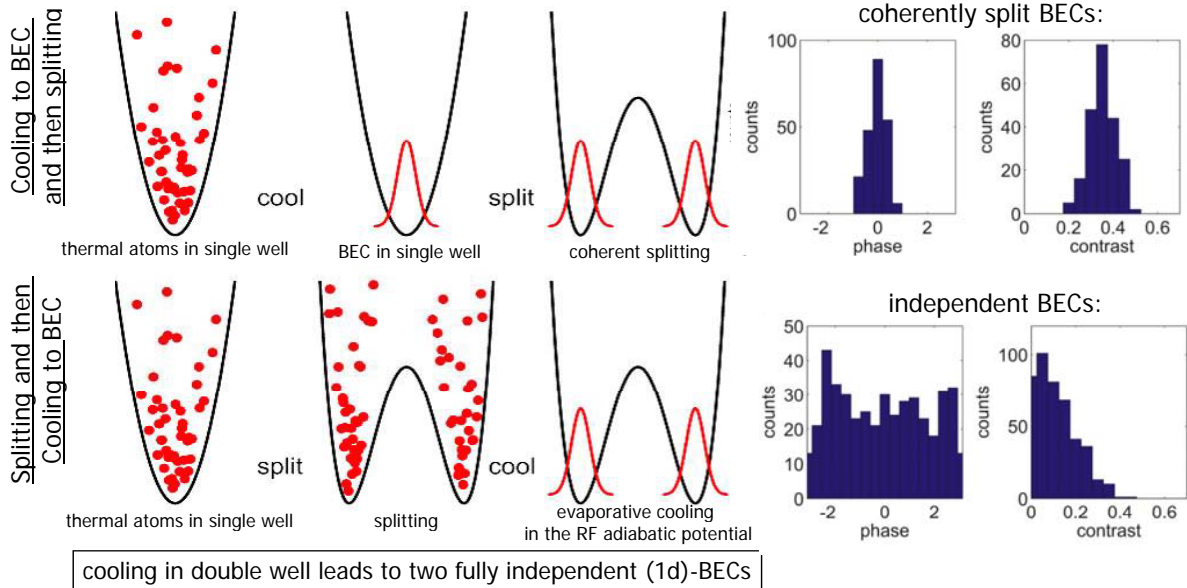 Cooling to BEC
and then splitting
cool
split
thermal atoms in single well
BEC in single well
coherent splitting
coherently split BECs:
100
50
0
counts
-2
0
2
phase
80
60
40
20
0
counts
0
0.2
0.4
0.6
contrast
Splitting and then
Cooling to BEC
split
cool
thermal atoms in single well
splitting
evaporative cooling
in the RF adiabatic potential
independent BECs:
50
40
30
20
10
0
counts
-2
0
2
phase
100
50
0
counts
0
0.2
0.4
0.6
contrast
cooling in double well leads to two fully independent (1d)-BECs